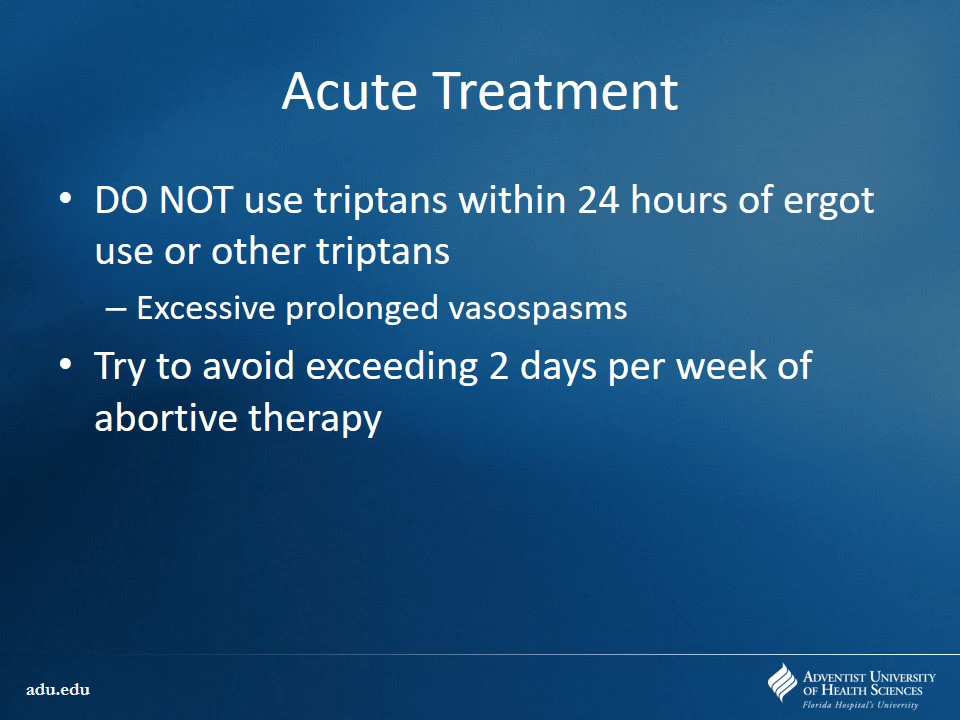 Acute Treatment
• DO NOT use triptans within 24 hours of ergot
use or other triptans
– Excessive prolonged vasospasms
• Try to avoid exceeding 2 days per week of
abortive therapy
adu.edu
ADVENTIST UNIVERSITY
OF HEALTH SCIENCES
Florida Hospital's University